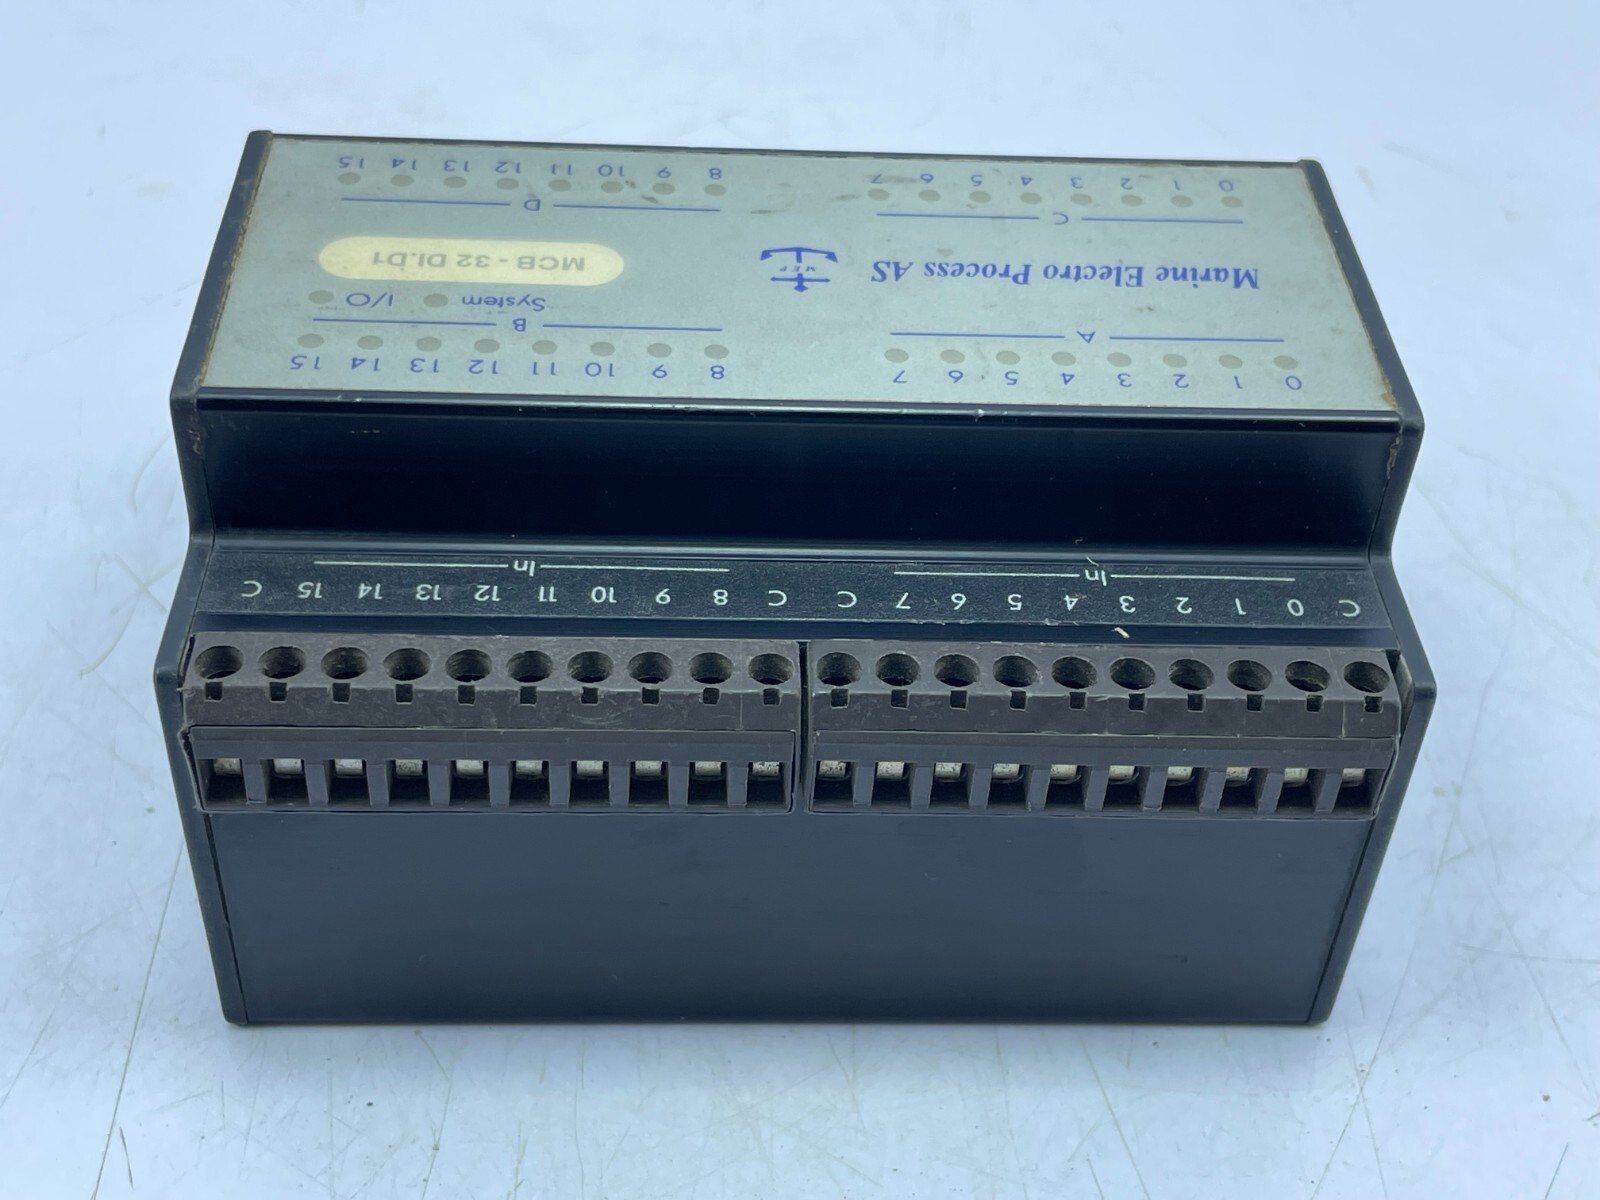 C 0 1 2 3 4 5 6 7 C C 8 9 10 11 12 13 14 15 C
In In
0 1 2 3 4 5 6 7 8 9 10 11 12 13 14 15
A B
System I/O
Marine Electro Process AS MEP MCB - 32 DI.D1
C D
0 1 2 3 4 5 6 7 8 9 10 11 12 13 14 15